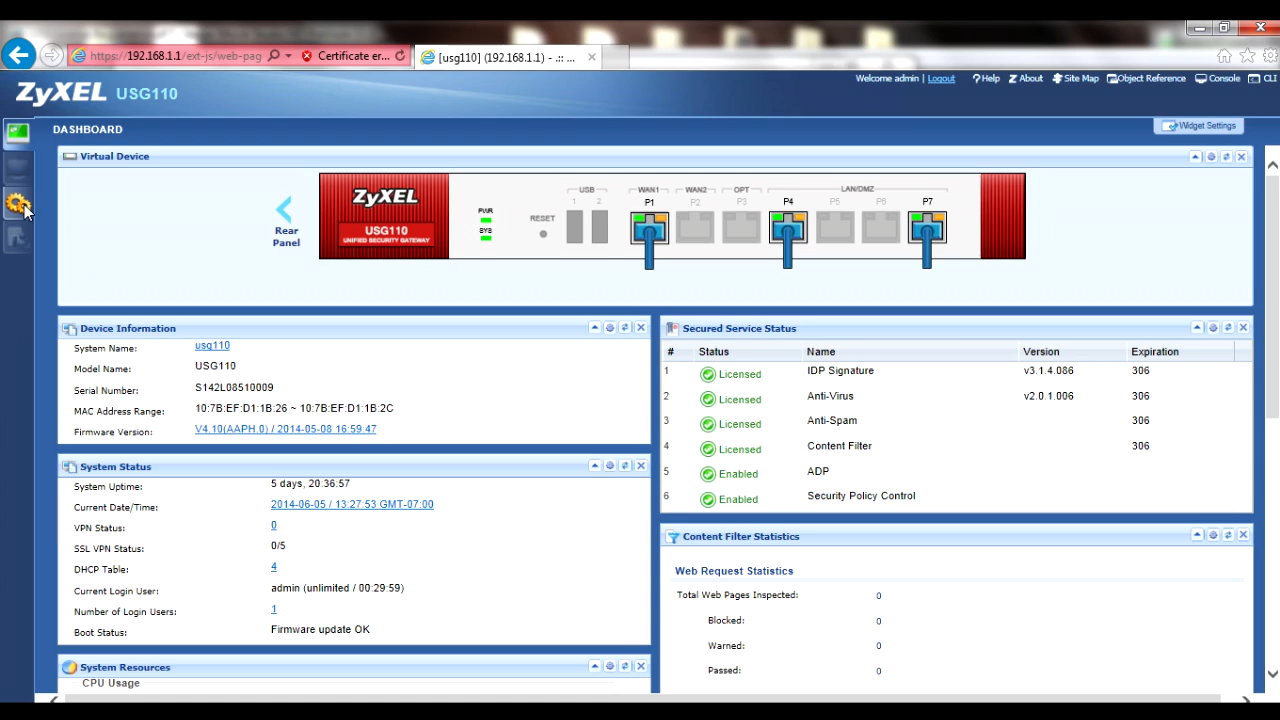 https://192.168.1.1/ext-js/web-pag
Certificate er...
[usg110] (192.168.1.1) - .:: ...
ZyXEL USG110
Welcome admin | Logout
?Help
About
Site Map
Object Reference
Console
CLI
DASHBOARD
Widget Settings
Virtual Device
Rear
Panel
ZyXEL
USG110
UNIFIED SECURITY GATEWAY
PWR
SYS
RESET
USB
1 2
WAN1 WAN2 OPT LAN/DMZ
P1 P2 P3 P4 P5 P6 P7
Device Information
System Name: usg110
Model Name: USG110
Serial Number: S142L08510009
MAC Address Range: 10:7B:EF:D1:1B:26 ~ 10:7B:EF:D1:1B:2C
Firmware Version: V4.10(AAPH.0) / 2014-05-08 16:59:47
System Status
System Uptime: 5 days, 20:36:57
Current Date/Time: 2014-06-05 / 13:27:53 GMT-07:00
VPN Status: 0
SSL VPN Status: 0/5
DHCP Table: 4
Current Login User: admin (unlimited / 00:29:59)
Number of Login Users: 1
Boot Status: Firmware update OK
System Resources
CPU Usage
Secured Service Status
# Status Name Version Expiration
1 Licensed IDP Signature v3.1.4.086 306
2 Licensed Anti-Virus v2.0.1.006 306
3 Licensed Anti-Spam 306
4 Licensed Content Filter 306
5 Enabled ADP
6 Enabled Security Policy Control
Content Filter Statistics
Web Request Statistics
Total Web Pages Inspected: 0
Blocked: 0
Warned: 0
Passed: 0